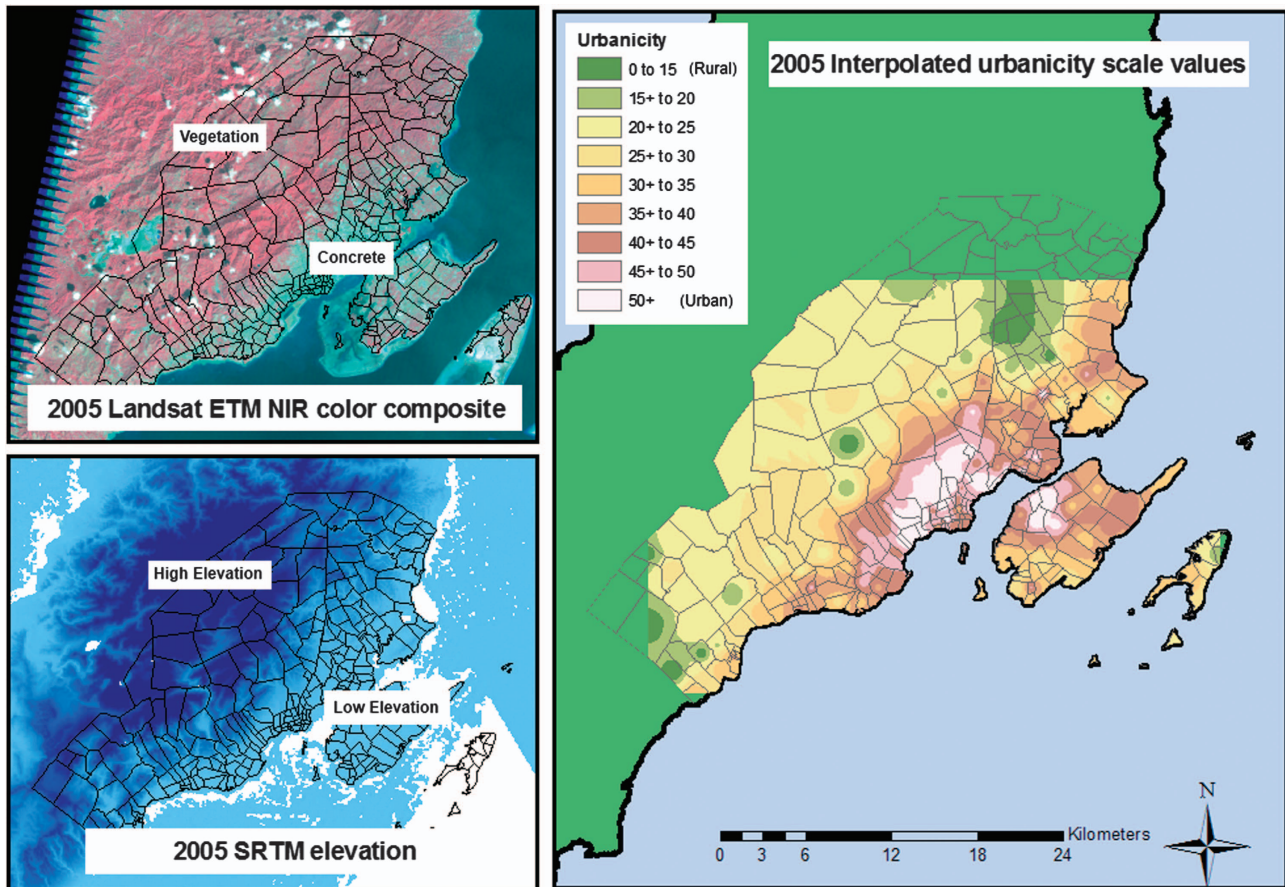 Vegetation
Concrete
2005 Landsat ETM NIR color composite
High Elevation
Low Elevation
2005 SRTM elevation
Urbanicity
0 to 15 (Rural)
15+ to 20
20+ to 25
25+ to 30
30+ to 35
35+ to 40
40+ to 45
45+ to 50
50+ (Urban)
2005 Interpolated urbanicity scale values
N
Kilometers
0 3 6 12 18 24